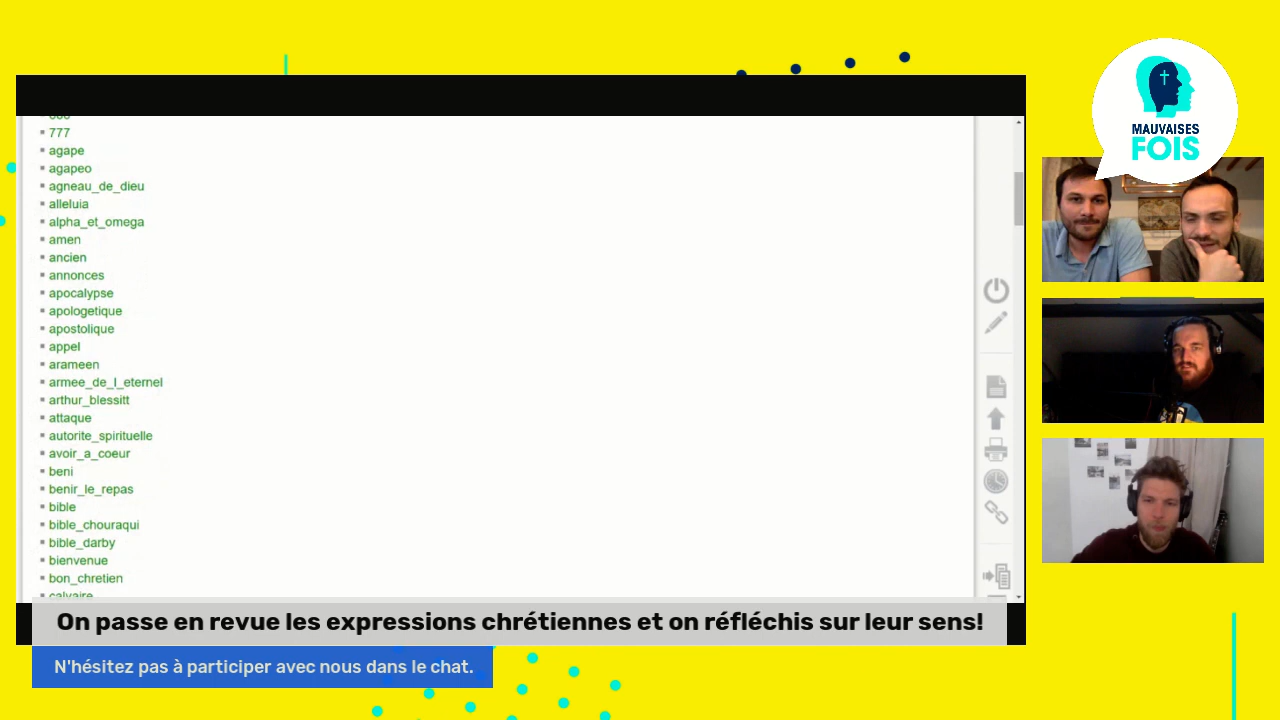 777
agape
agapeo
agneau_de_dieu
alleluia
alpha_et_omega
amen
ancien
annonces
apocalypse
apologetique
apostolique
appel
arameen
armee_de_l_eternel
arthur_blessitt
attaque
autorite_spirituelle
avoir_a_coeur
beni
benir_le_repas
bible
bible_chouraqui
bible_darby
bienvenue
bon_chretien
calvaire
On passe en revue les expressions chrétiennes et on réfléchis sur leur sens!
N'hésitez pas à participer avec nous dans le chat.
MAUVAISES
FOIS